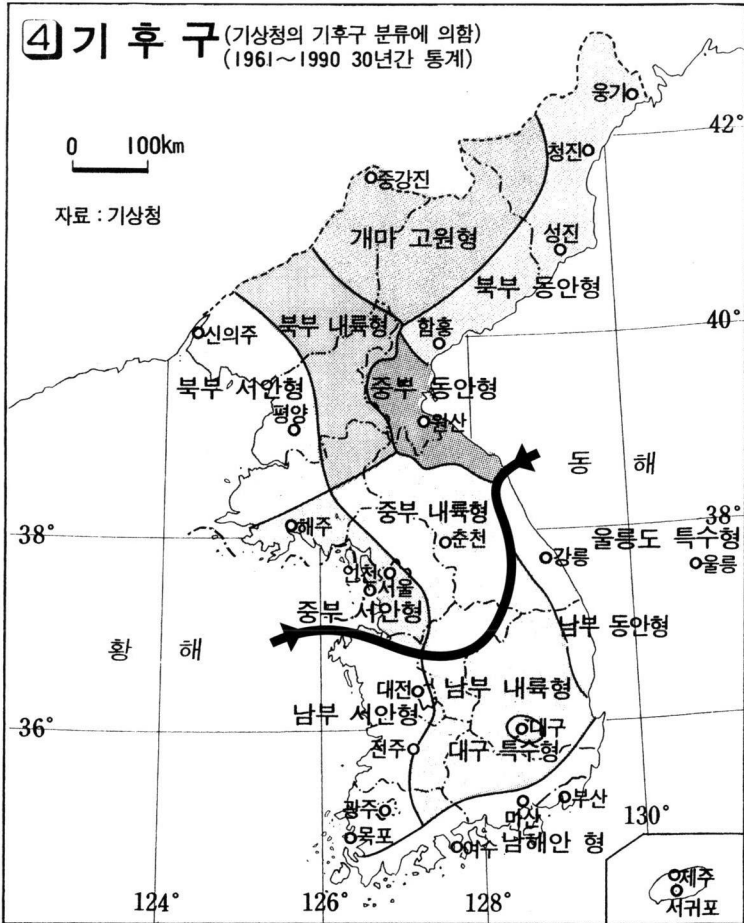 ④ 기 후 구 (기상청의 기후구 분류에 의함)
(1961～1990 30년간 통계)
0 100km
자료 : 기상청
웅기
42°
청진
중강진
성진
개마 고원형
북부 동안형
북부 내륙형
함흥
40°
신의주
북부 서안형
중부 동안형
평양
원산
동 해
중부 내륙형
38°
해주
38°
춘천
울릉도 특수형
강릉
울릉
인천
서울
중부 서안형
남부 동안형
황 해
대전
남부 내륙형
남부 서안형
36°
대구
전주
대구 특수형
광주
마산
부산
130°
목포
여수
남해안 형
제주
서귀포
124°
126°
128°